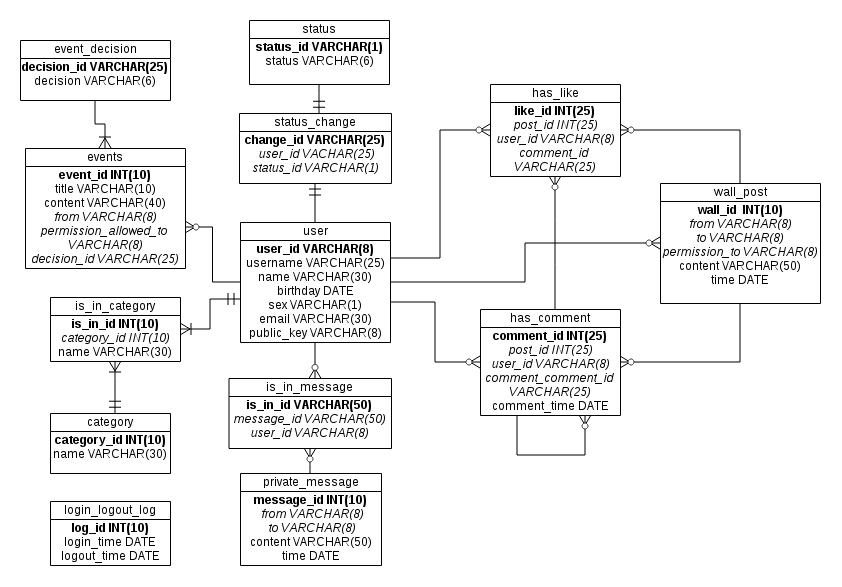 event_decision
decision_id VARCHAR(25)
decision VARCHAR(6)
status
status_id VARCHAR(1)
status VARCHAR(6)
status_change
change_id VARCHAR(25)
user_id VACHAR(25)
status_id VARCHAR(1)
has_like
like_id INT(25)
post_id INT(25)
user_id VARCHAR(8)
comment_id
VARCHAR(25)
events
event_id INT(10)
title VARCHAR(10)
content VARCHAR(40)
from VARCHAR(8)
permission_allowed_to
VARCHAR(8)
decision_id VARCHAR(25)
wall_post
wall_id INT(10)
from VARCHAR(8)
to VARCHAR(8)
permission_to VARCHAR(8)
content VARCHAR(50)
time DATE
user
user_id VARCHAR(8)
username VARCHAR(25)
name VARCHAR(30)
birthday DATE
sex VARCHAR(1)
email VARCHAR(30)
public_key VARCHAR(8)
is_in_category
is_in_id INT(10)
category_id INT(10)
name VARCHAR(30)
has_comment
comment_id INT(25)
post_id INT(25)
user_id VARCHAR(8)
comment_comment_id
VARCHAR(25)
comment_time DATE
is_in_message
is_in_id VARCHAR(50)
message_id VARCHAR(50)
user_id VARCHAR(8)
category
category_id INT(10)
name VARCHAR(30)
private_message
message_id INT(10)
from VARCHAR(8)
to VARCHAR(8)
content VARCHAR(50)
time DATE
login_logout_log
log_id INT(10)
login_time DATE
logout_time DATE